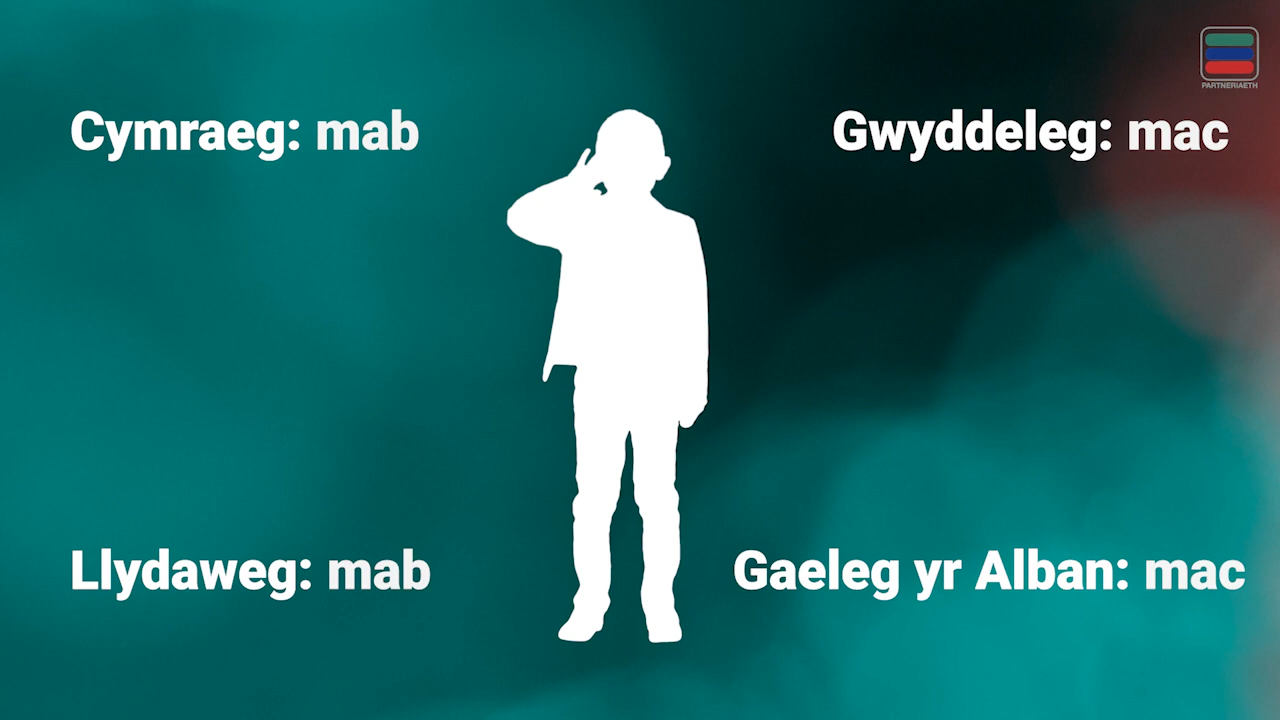 PARTNERIAETH
Cymraeg: mab
Gwyddeleg: mac
Llydaweg: mab
Gaeleg yr Alban: mac